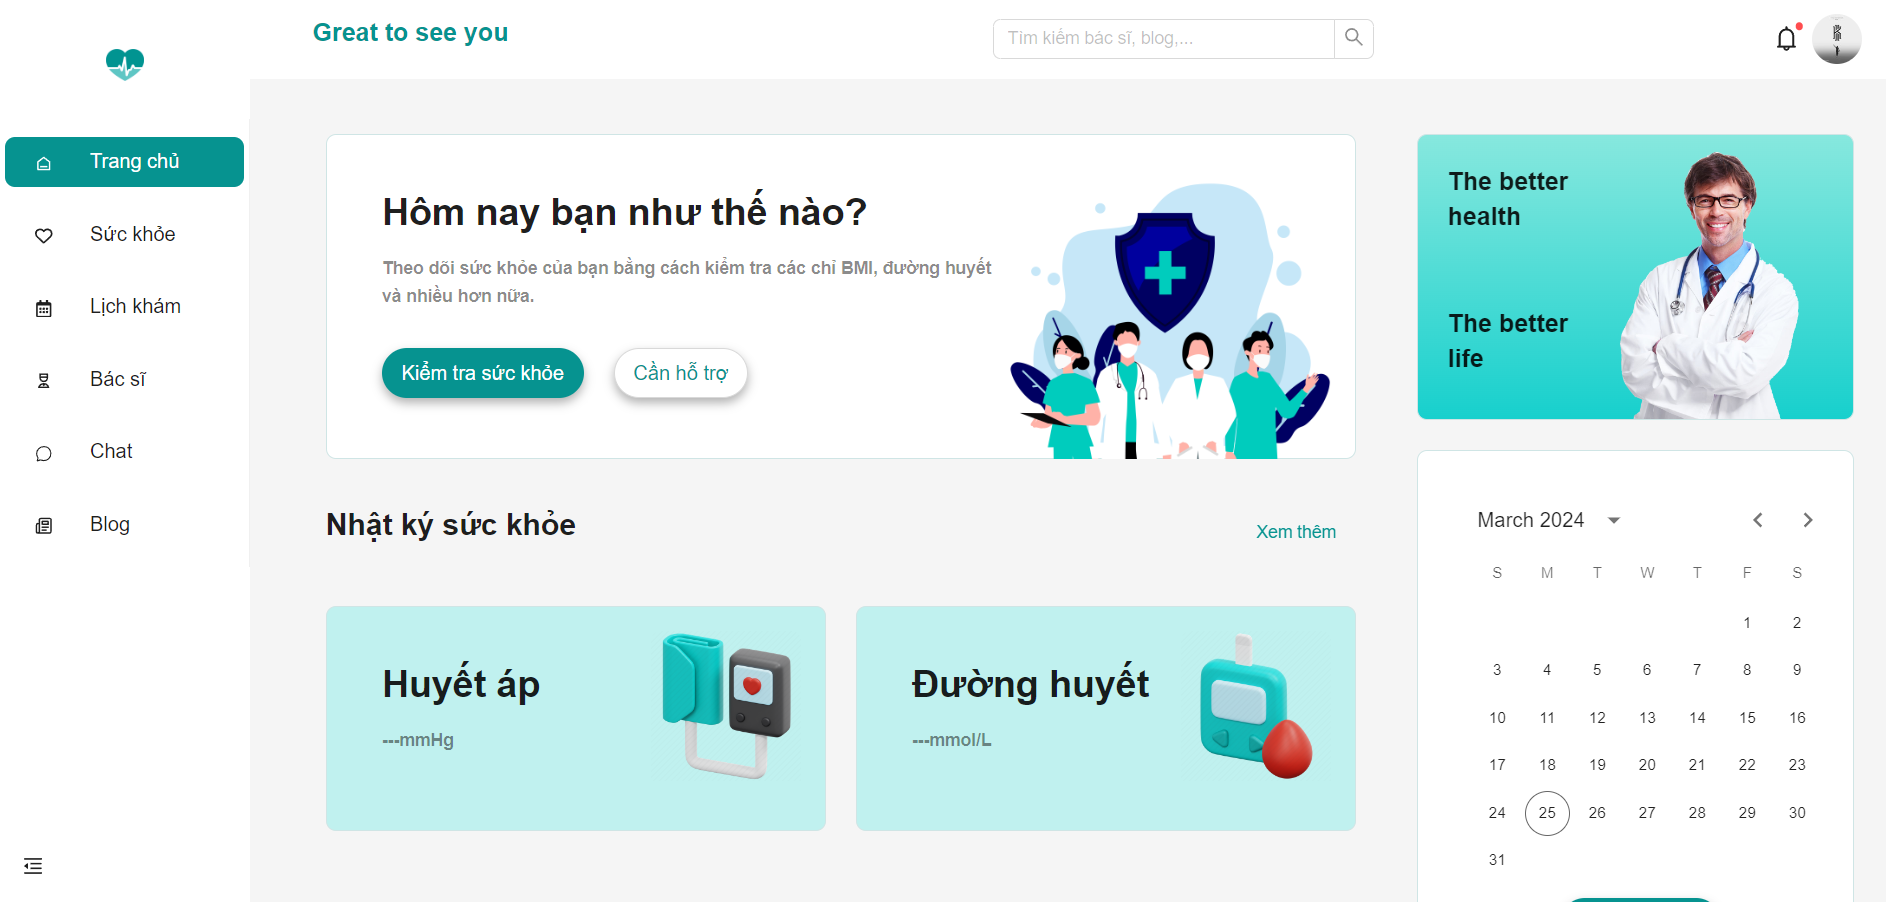 Great to see you
Tìm kiếm bác sĩ, blog,...
Trang chủ
Sức khỏe
Lịch khám
Bác sĩ
Chat
Blog
Hôm nay bạn như thế nào?
Theo dõi sức khỏe của bạn bằng cách kiểm tra các chỉ BMI, đường huyết
và nhiều hơn nữa.
Kiểm tra sức khỏe
Cần hỗ trợ
The better
health
The better
life
Nhật ký sức khỏe
Xem thêm
Huyết áp
---mmHg
Đường huyết
---mmol/L
March 2024
S M T W T F S
1 2
3 4 5 6 7 8 9
10 11 12 13 14 15 16
17 18 19 20 21 22 23
24 25 26 27 28 29 30
31